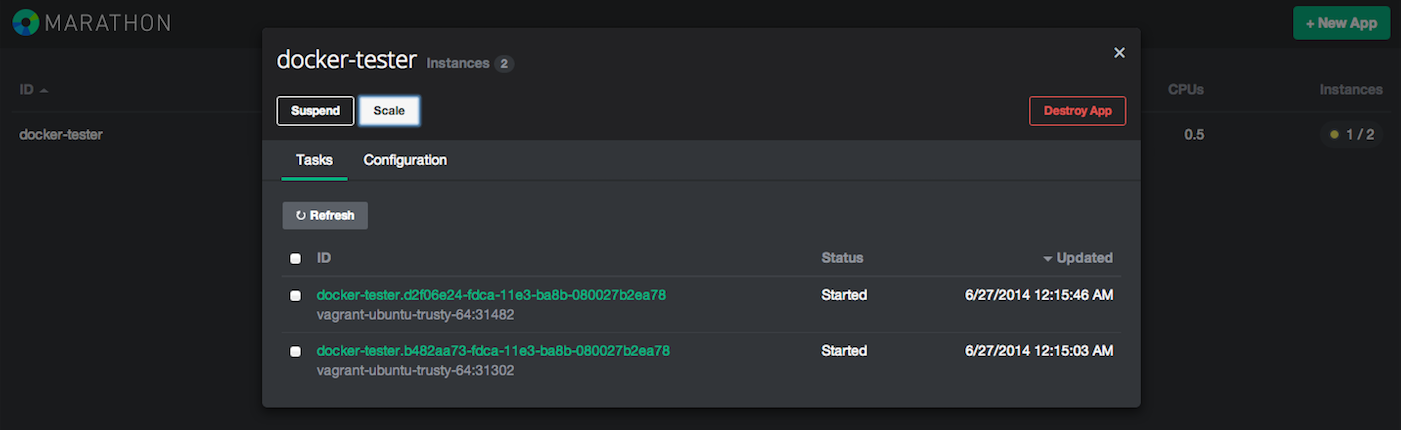 MARATHON
+ New App
ID
CPUs
Instances
docker-tester
0.5
1 / 2
docker-tester Instances 2
×
Suspend
Scale
Destroy App
Tasks
Configuration
Refresh
ID
Status
Updated
docker-tester.d2f06e24-fdca-11e3-ba8b-080027b2ea78
Started
6/27/2014 12:15:46 AM
vagrant-ubuntu-trusty-64:31482
docker-tester.b482aa73-fdca-11e3-ba8b-080027b2ea78
Started
6/27/2014 12:15:03 AM
vagrant-ubuntu-trusty-64:31302